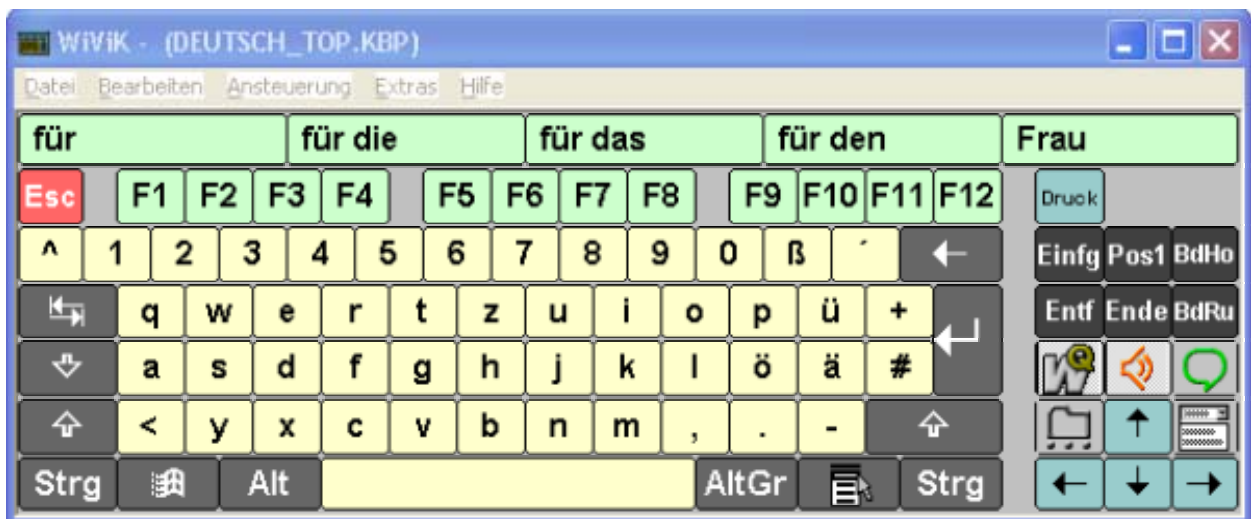 WiViK - (DEUTSCH_TOP.KBP)
Datei Bearbeiten Ansteuerung Extras Hilfe
für für die für das für den Frau
Esc F1 F2 F3 F4 F5 F6 F7 F8 F9 F10 F11 F12 Druck
^ 1 2 3 4 5 6 7 8 9 0 ß ´ ← Einfg Pos1 BdHo
q w e r t z u i o p ü + Entf Ende BdRu
a s d f g h j k l ö ä #
< y x c v b n m , . - ↑
Strg Alt AltGr Strg ← ↓ →